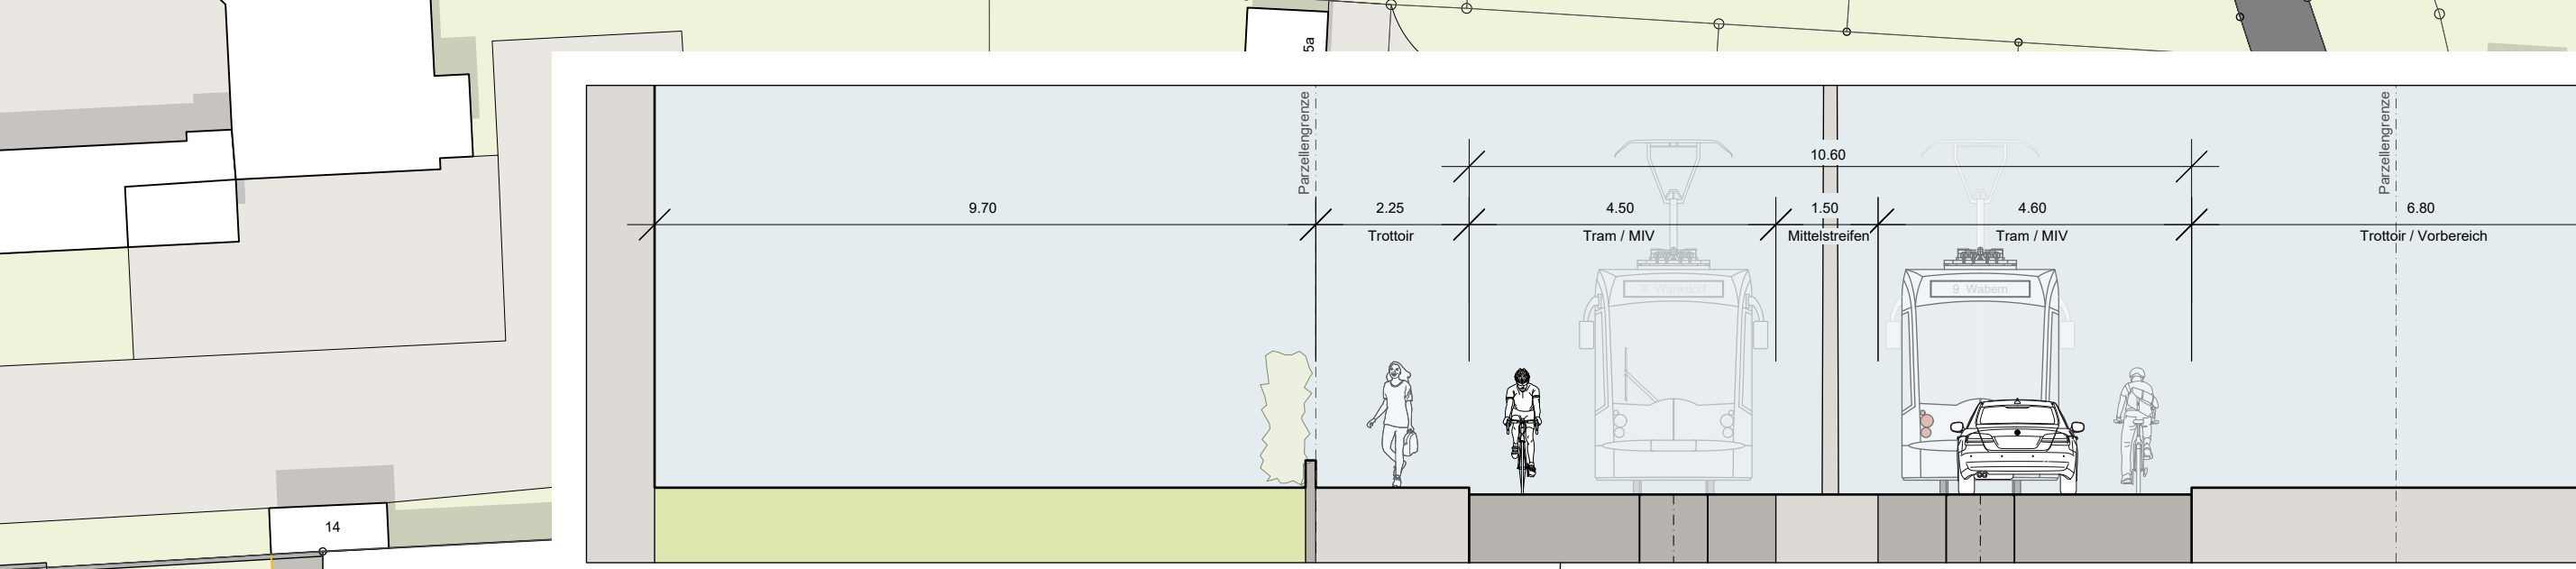 5a
Parzellengrenze
Parzellengrenze
10.60
9.70
2.25
4.50
1.50
4.60
6.80
Trottoir
Tram / MIV
Mittelstreifen
Tram / MIV
Trottoir / Vorbereich
9 Wankdorf
9 Wabern
14